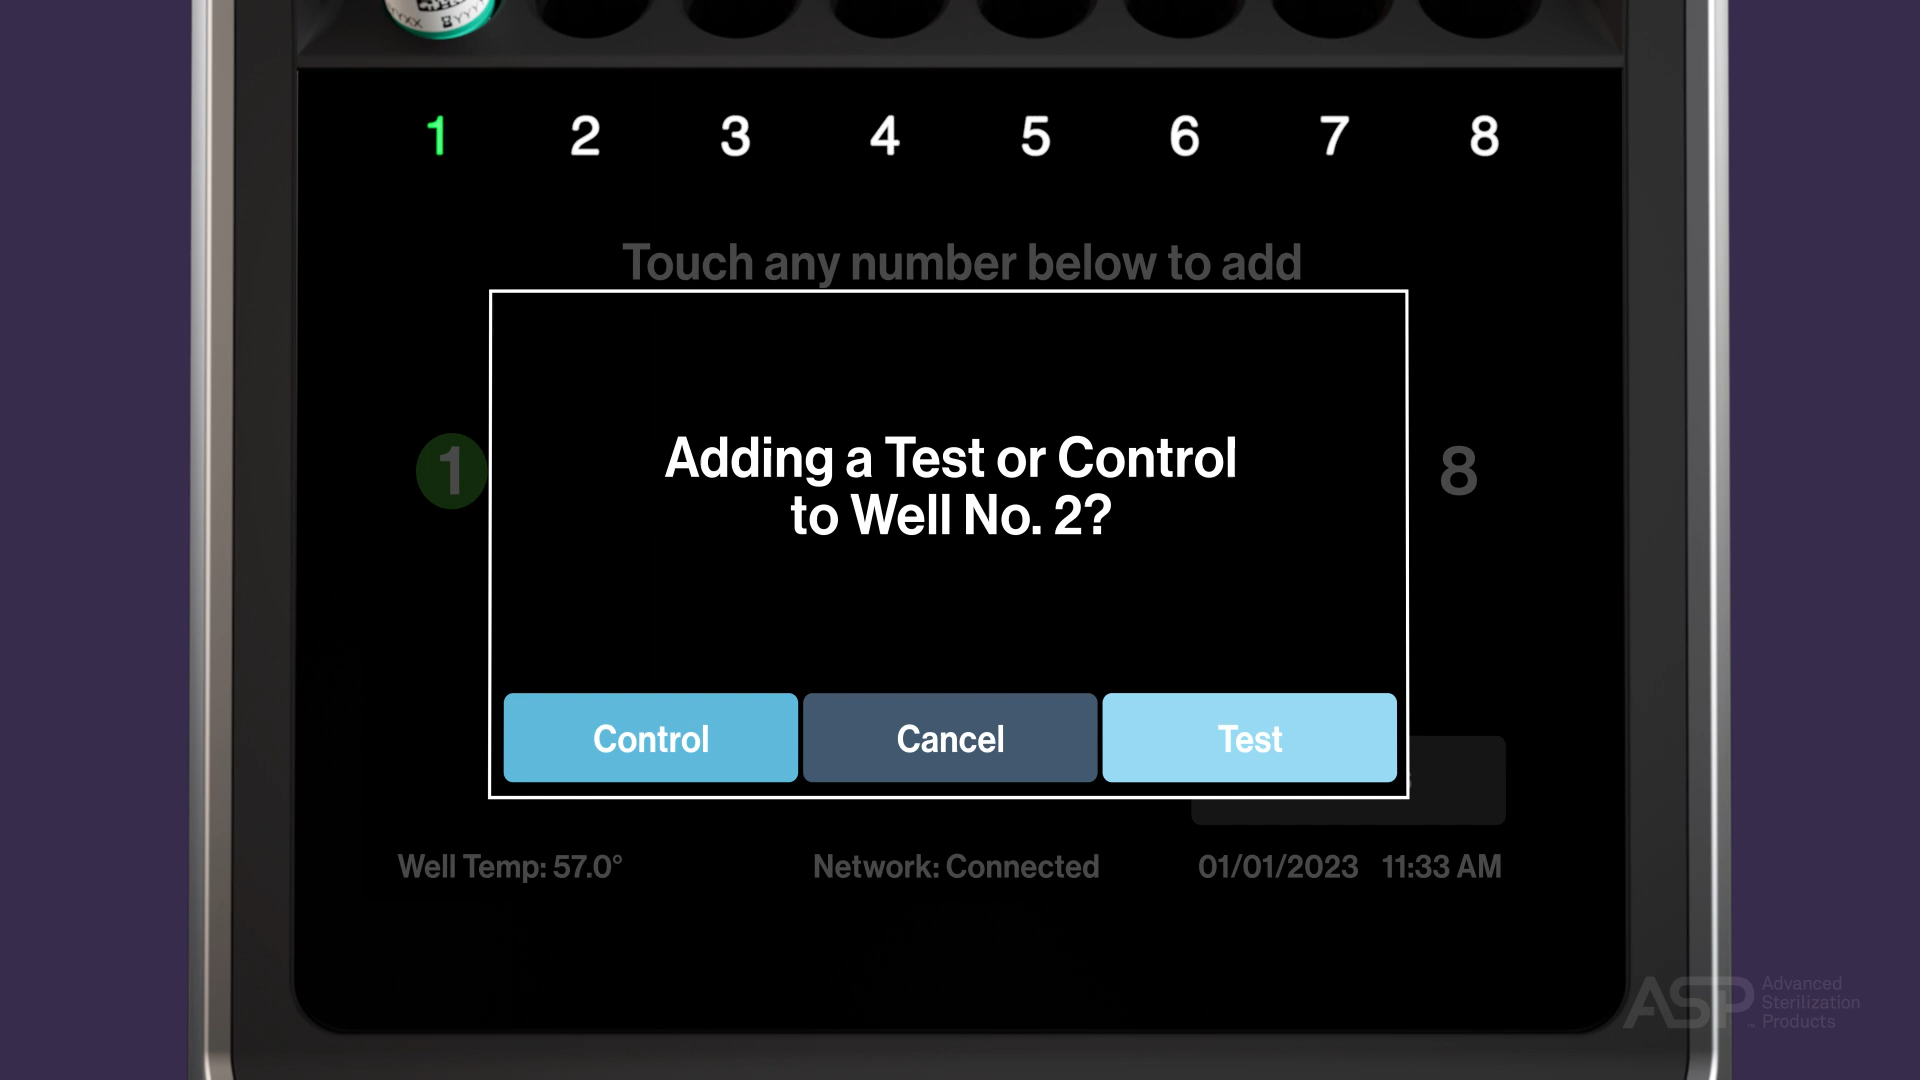 1 2 3 4 5 6 7 8
Touch any number below to add
Adding a Test or Control
to Well No. 2?
1
8
Control Cancel Test
Well Temp: 57.0° Network: Connected 01/01/2023 11:33 AM
ASP Advanced
Sterilization
Products